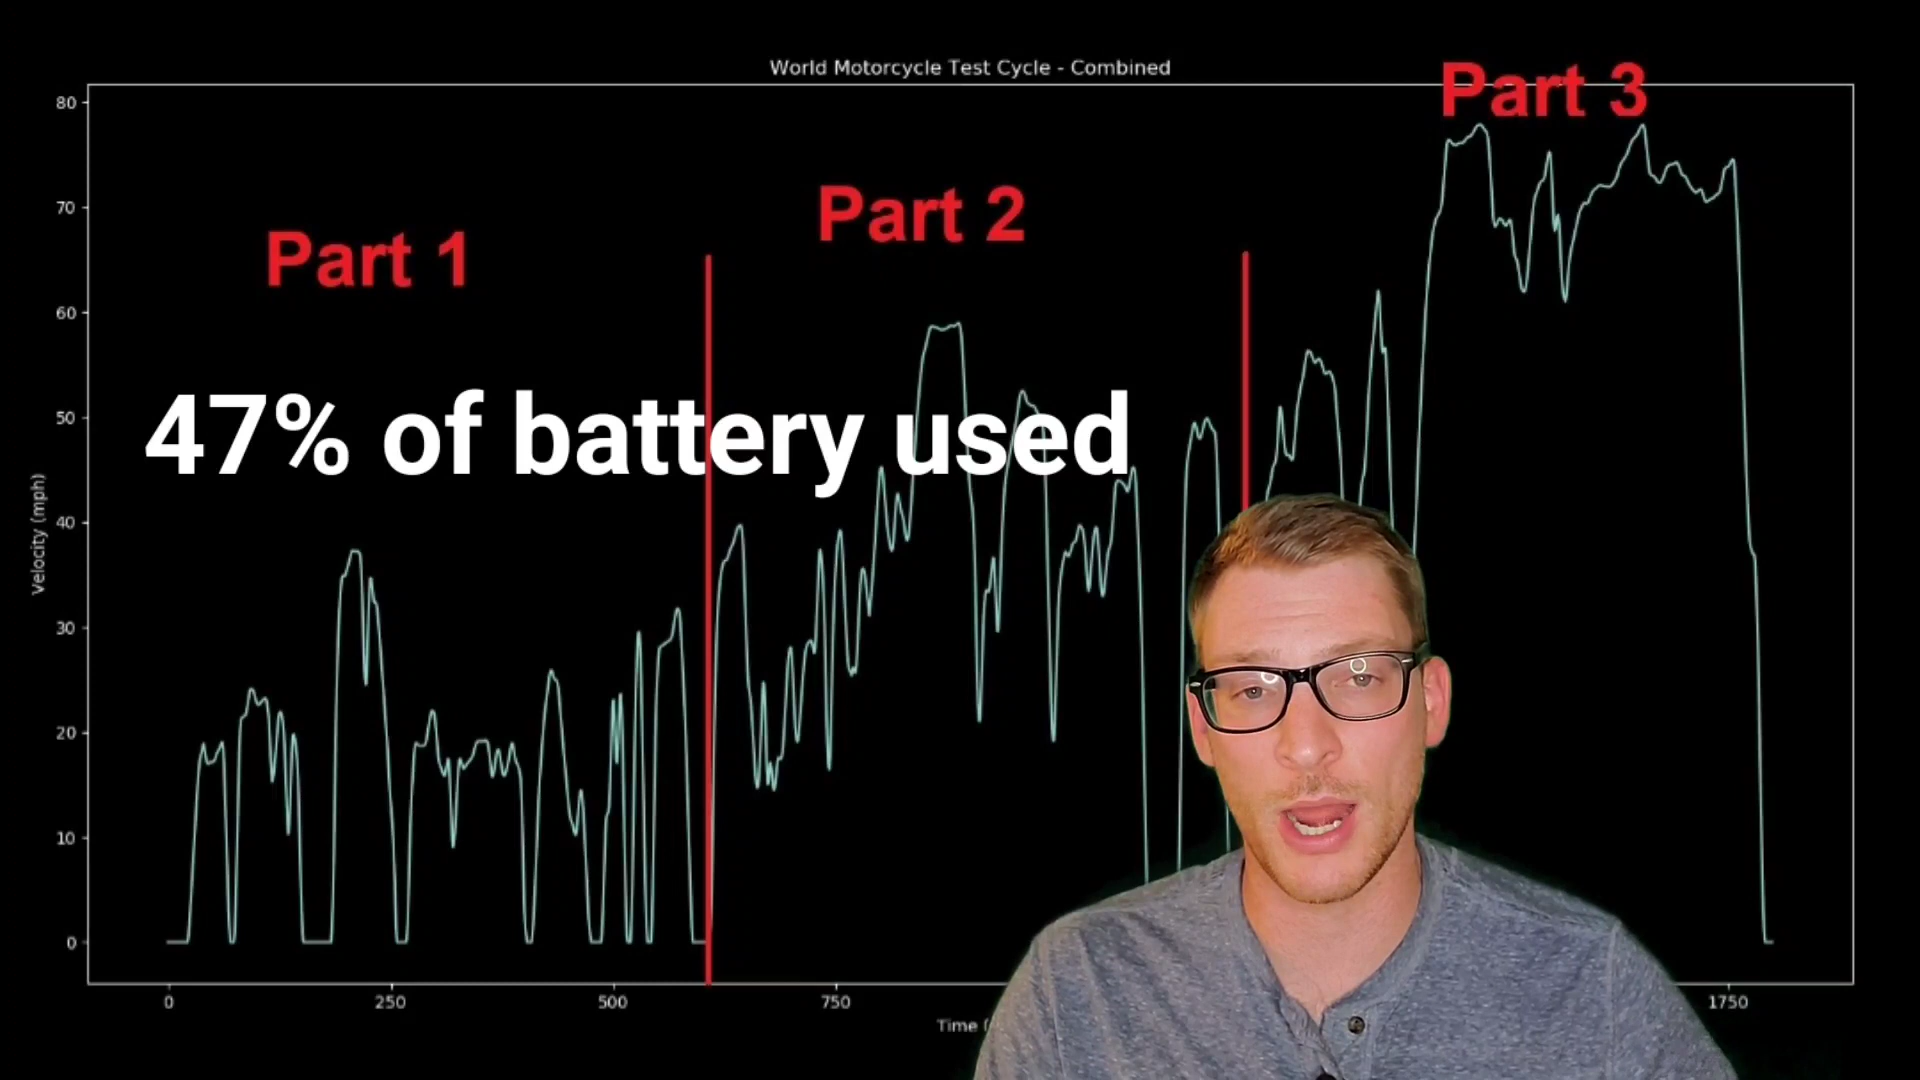 World Motorcycle Test Cycle - Combined
Part 1
Part 2
Part 3
47% of battery used
Velocity (mph)
80
70
60
50
40
30
20
10
0
0
250
500
750
1750
Time (